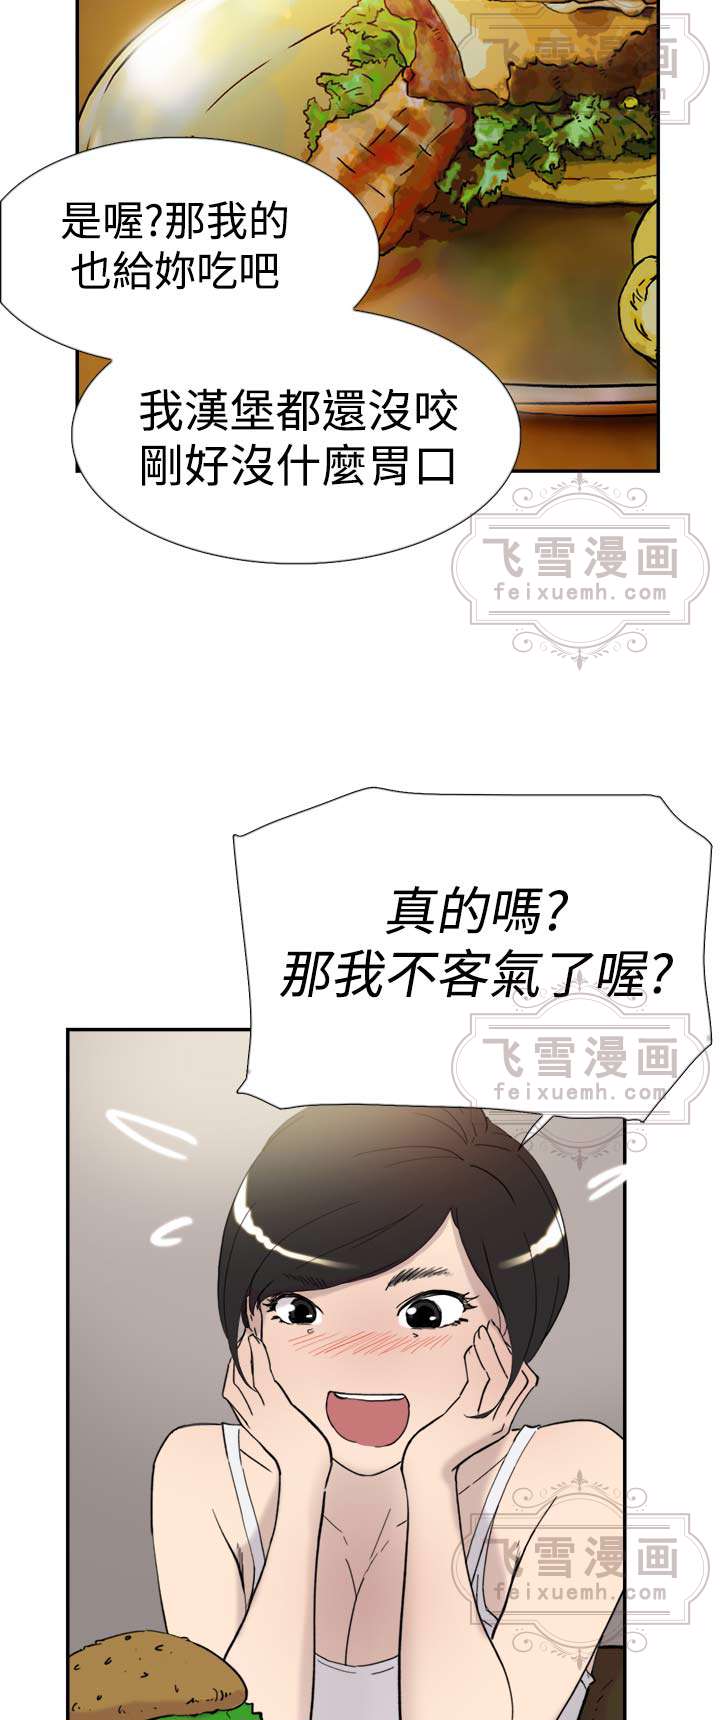 飞雪漫画
feixuemh.com
是喔?那我的
也給妳吃吧
我漢堡都還沒咬
剛好沒什麼胃口
飞雪漫画
feixuemh.com
真的嗎?
那我不客氣了喔?
飞雪漫画
feixuemh.com
飞雪漫画
feixuemh.com